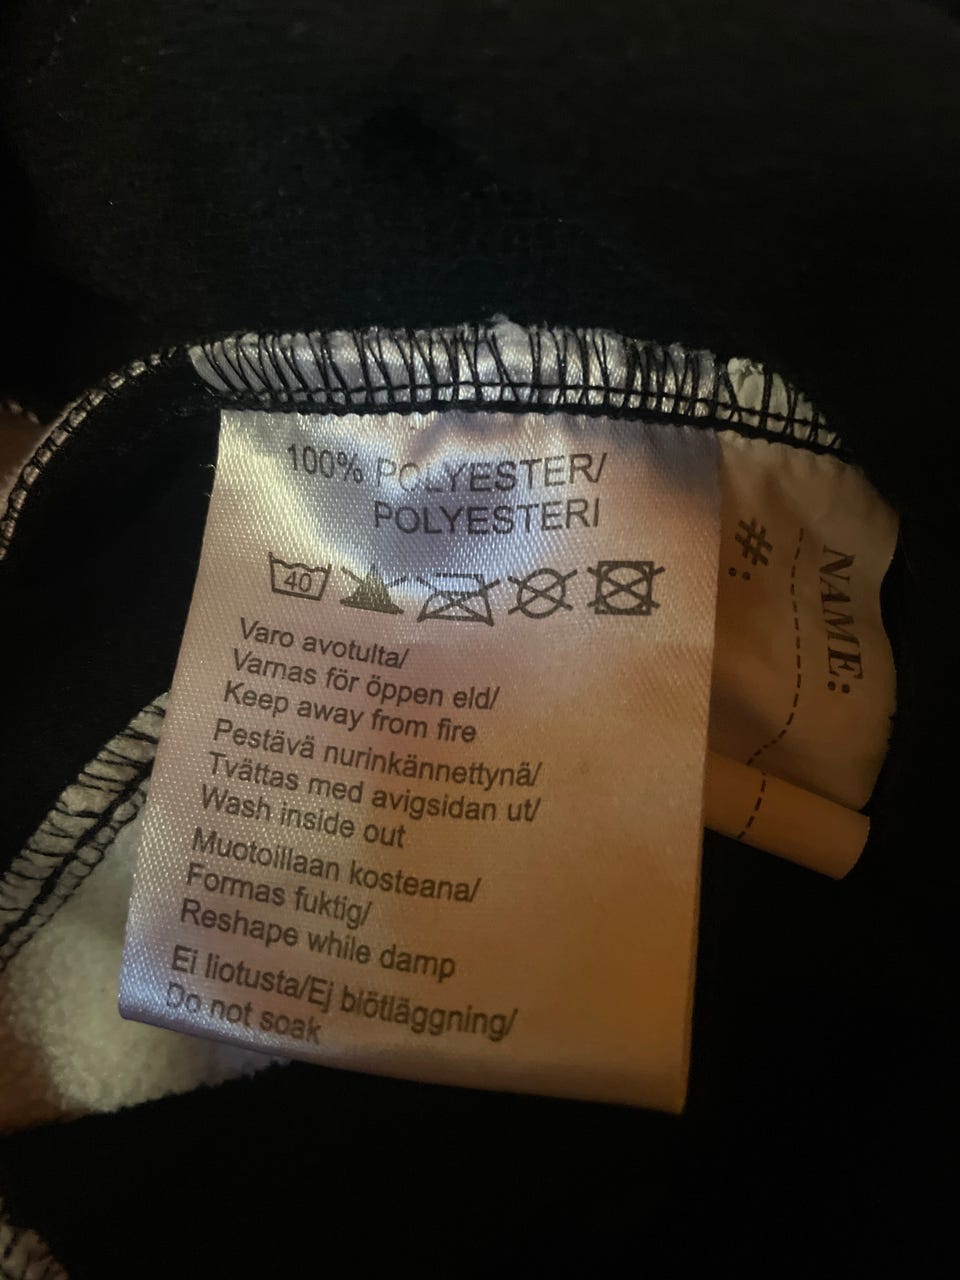 100% POLYESTER/
POLYESTERI
40
Varo avotulta/
Varnas för öppen eld/
Keep away from fire
Pestävä nurinkännettynä/
Tvättas med avigsidan ut/
Wash inside out
Muotoillaan kosteana/
Formas fuktig/
Reshape while damp
Ei liotusta/Ej blötläggning/
Do not soak
NAME:
#: